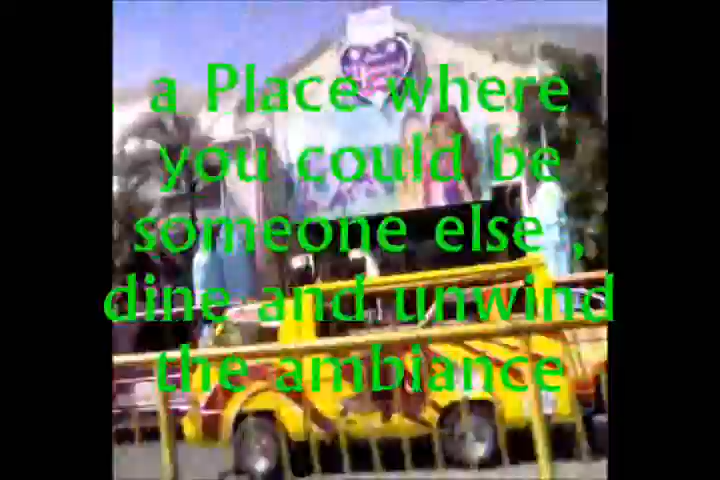 a Place where
you could be
someone else ,
dine and unwind
the ambiance